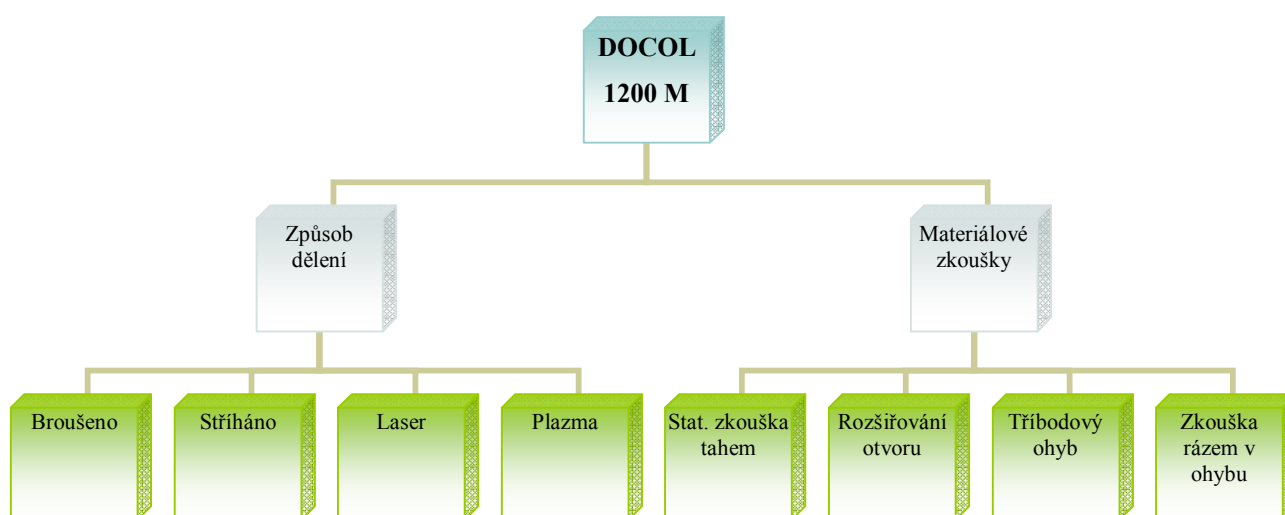 DOCOL
1200 M
Způsob
dělení
Materiálové
zkoušky
Broušeno
Stříháno
Laser
Plazma
Stat. zkouška
tahem
Rozšiřování
otvoru
Tříbodový
ohyb
Zkouška
rázem v
ohybu